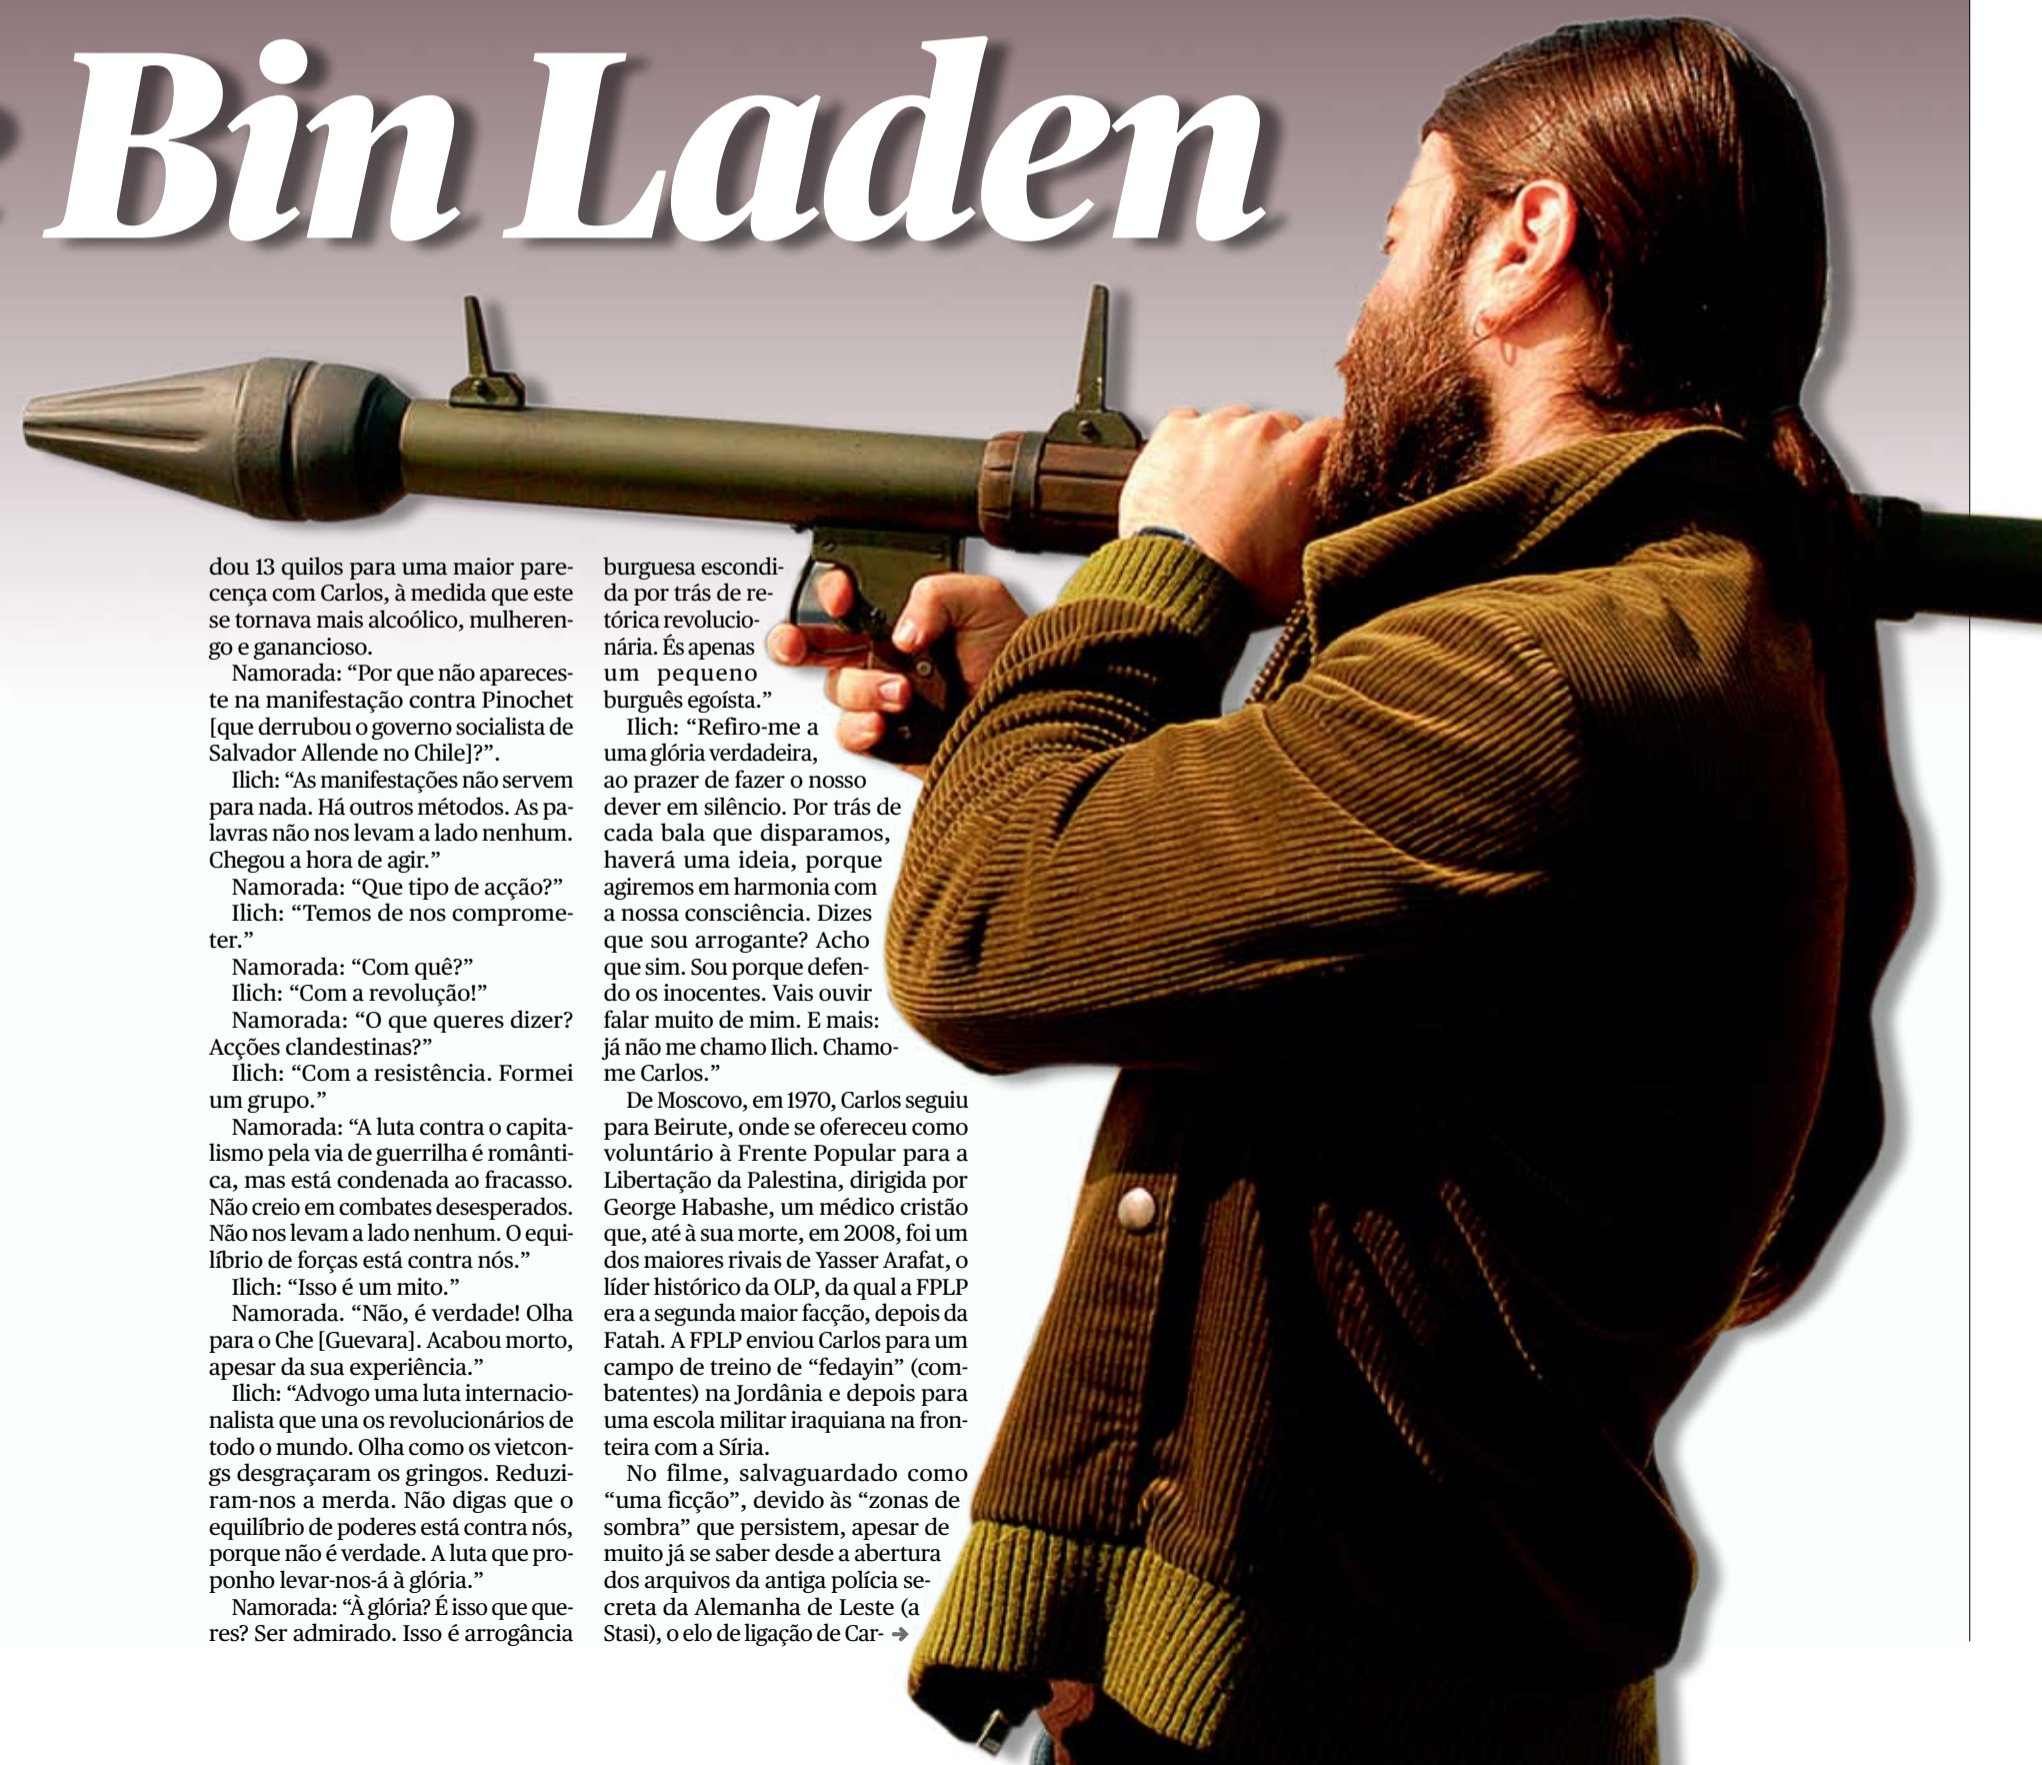 Bin Laden
dou 13 quilos para uma maior pare-
cença com Carlos, à medida que este
se tornava mais alcoólico, mulheren-
go e ganancioso.
Namorada: “Por que não apareces-
te na manifestação contra Pinochet
[que derrubou o governo socialista de
Salvador Allende no Chile]?”.
Ilich: “As manifestações não servem
para nada. Há outros métodos. As pa-
lavras não nos levam a lado nenhum.
Chegou a hora de agir.”
Namorada: “Que tipo de acção?”
Ilich: “Temos de nos comprome-
ter.”
Namorada: “Com quê?”
Ilich: “Com a revolução!”
Namorada: “O que queres dizer?
Acções clandestinas?”
Ilich: “Com a resistência. Formei
um grupo.”
Namorada: “A luta contra o capita-
lismo pela via de guerrilha é românti-
ca, mas está condenada ao fracasso.
Não creio em combates desesperados.
Não nos levam a lado nenhum. O equi-
líbrio de forças está contra nós.”
Ilich: “Isso é um mito.”
Namorada. “Não, é verdade! Olha
para o Che [Guevara]. Acabou morto,
apesar da sua experiência.”
Ilich: “Advogo uma luta internacio-
nalista que una os revolucionários de
todo o mundo. Olha como os vietcon-
gs desgraçaram os gringos. Reduzi-
ram-nos a merda. Não digas que o
equilíbrio de poderes está contra nós,
porque não é verdade. A luta que pro-
ponho levar-nos-á à glória.”
Namorada: “À glória? É isso que que-
res? Ser admirado. Isso é arrogância
burguesa escondi-
da por trás de re-
tórica revolucio-
nária. És apenas
um pequeno
burguês egoísta.”
Ilich: “Refiro-me a
uma glória verdadeira,
ao prazer de fazer o nosso
dever em silêncio. Por trás de
cada bala que disparamos,
haverá uma ideia, porque
agiremos em harmonia com
a nossa consciência. Dizes
que sou arrogante? Acho
que sim. Sou porque defen-
do os inocentes. Vais ouvir
falar muito de mim. E mais:
já não me chamo Ilich. Chamo-
me Carlos.”
De Moscovo, em 1970, Carlos seguiu
para Beirute, onde se ofereceu como
voluntário à Frente Popular para a
Libertação da Palestina, dirigida por
George Habashe, um médico cristão
que, até à sua morte, em 2008, foi um
dos maiores rivais de Yasser Arafat, o
líder histórico da OLP, da qual a FPLP
era a segunda maior facção, depois da
Fatah. A FPLP enviou Carlos para um
campo de treino de “fedayin” (com-
batentes) na Jordânia e depois para
uma escola militar iraquiana na fron-
teira com a Síria.
No filme, salvaguardado como
“uma ficção”, devido às “zonas de
sombra” que persistem, apesar de
muito já se saber desde a abertura
dos arquivos da antiga polícia se-
creta da Alemanha de Leste (a
Stasi), o elo de ligação de Car- →